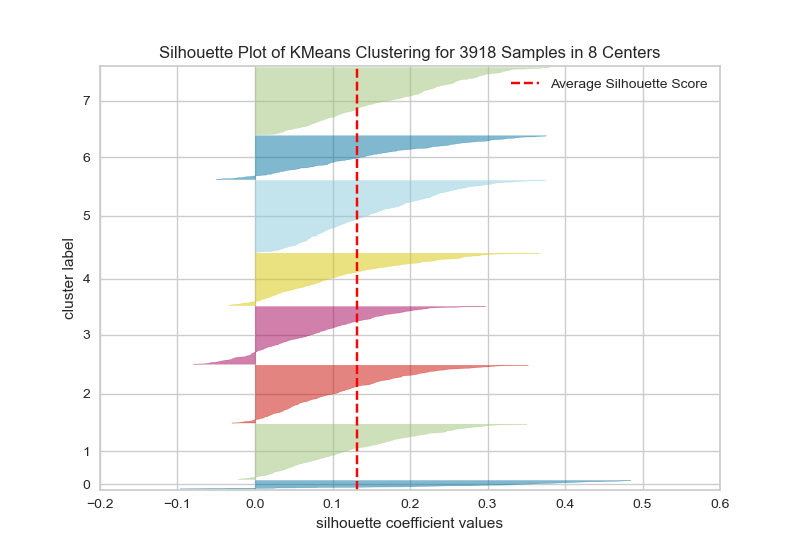 Silhouette Plot of KMeans Clustering for 3918 Samples in 8 Centers
Average Silhouette Score
7
6
5
4
3
2
1
0
cluster label
−0.2 −0.1 0.0 0.1 0.2 0.3 0.4 0.5 0.6
silhouette coefficient values